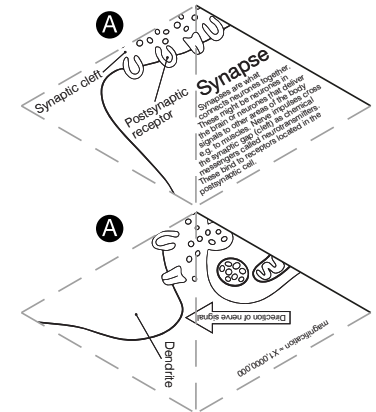 A
Synaptic cleft
Postsynaptic
receptor
Synapse
Synapses are what
connects neurones together.
These might be neurones in
the brain or neurones that deliver
signals to other areas of the body
e.g. to muscles. Nerve impulses cross
the synaptic gap (cleft) as chemical
messengers called neurotransmitters.
These bind to receptors located in the
postsynaptic cell.
A
Direction of nerve signal
Dendrite
magnification ≈ X1,0000,000